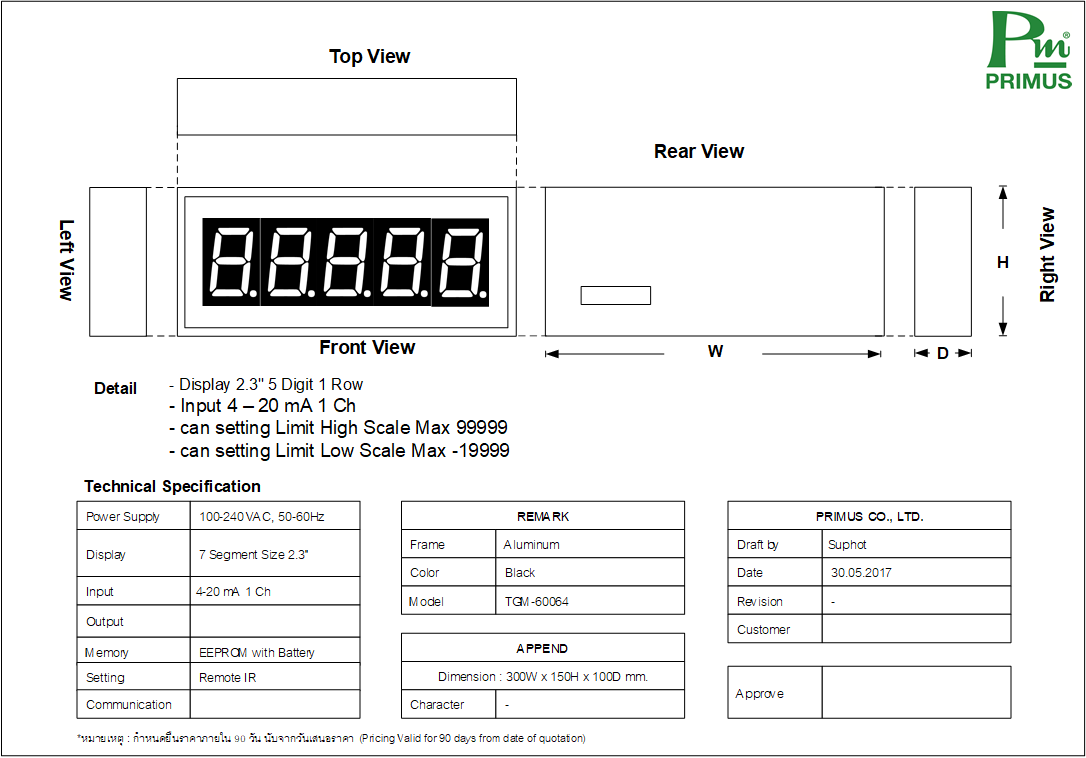 Pm®
PRIMUS
Top View
Rear View
Left View
Right View
H
8.8.8.8.8.
Front View
W
D
Detail
- Display 2.3" 5 Digit 1 Row
- Input 4 – 20 mA 1 Ch
- can setting Limit High Scale Max 99999
- can setting Limit Low Scale Max -19999
Technical Specification
Power Supply 100-240 VAC, 50-60Hz
Display 7 Segment Size 2.3"
Input 4-20 mA 1 Ch
Output
Memory EEPROM with Battery
Setting Remote IR
Communication
REMARK
Frame Aluminum
Color Black
Model TGM-60064
APPEND
Dimension : 300W x 150H x 100D mm.
Character -
PRIMUS CO., LTD.
Draft by Suphot
Date 30.05.2017
Revision -
Customer
Approve
*หมายเหตุ : กำหนดยืนราคาภายใน 90 วัน นับจากวันเสนอราคา (Pricing Valid for 90 days from date of quotation)